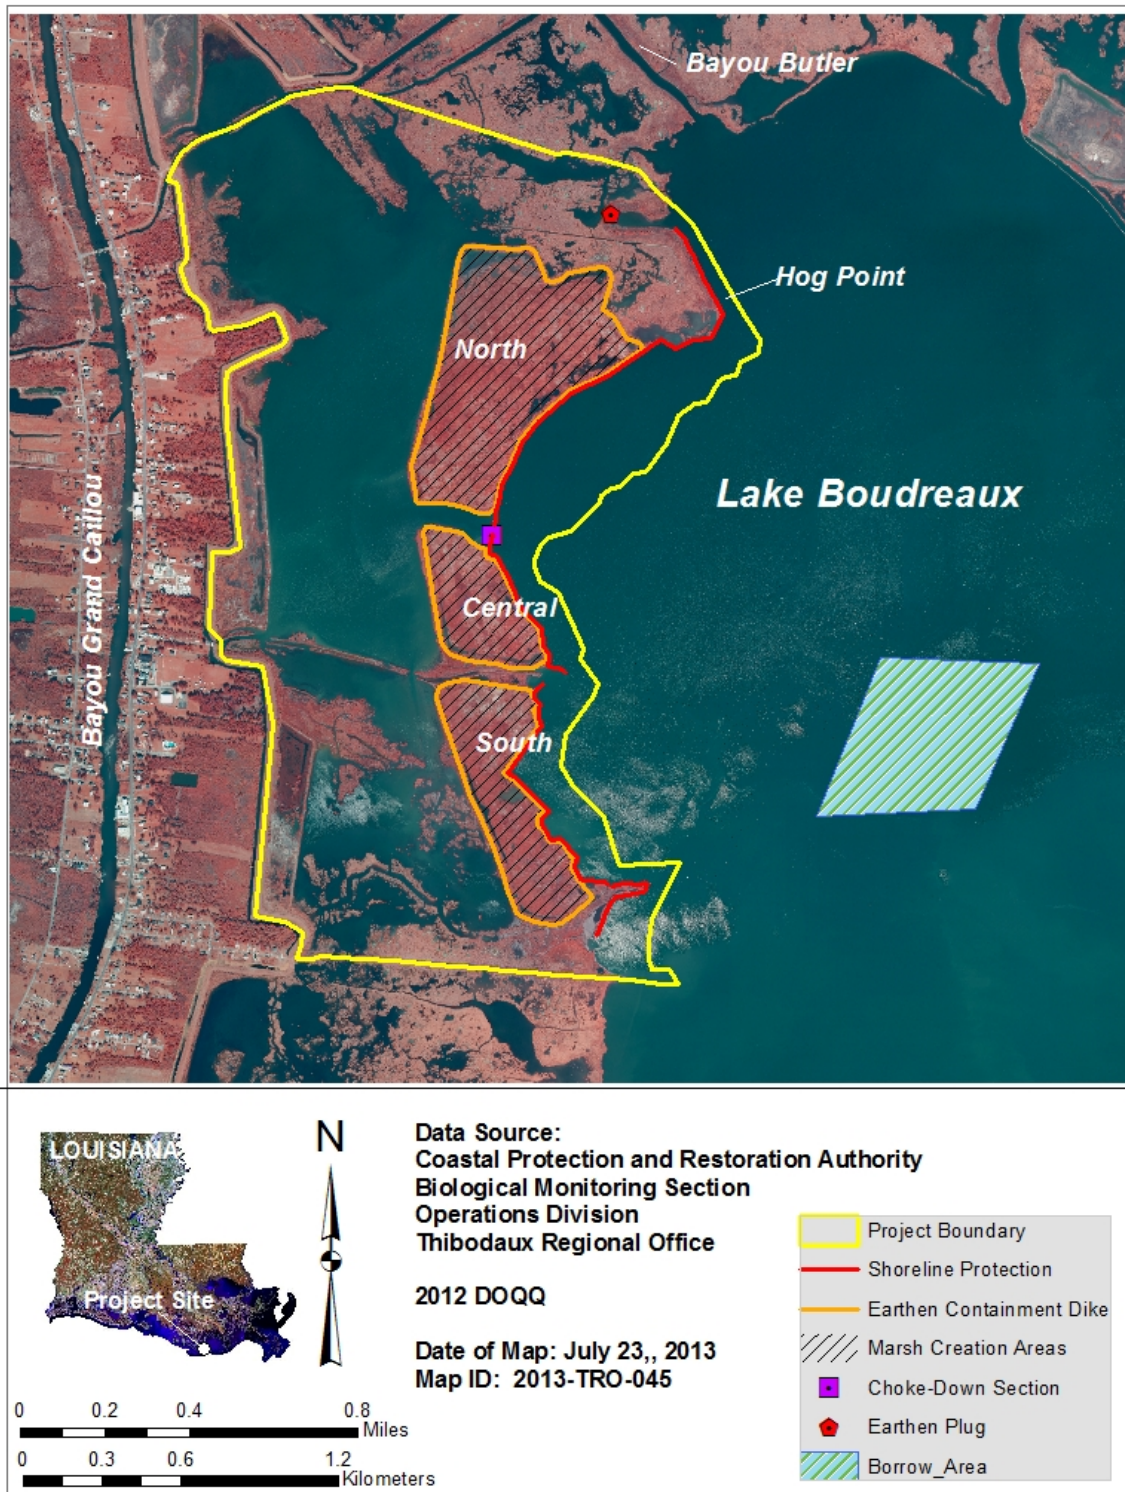 Bayou Butler
Hog Point
North
Lake Boudreaux
Bayou Grand Caillou
Central
South
LOUISIANA
Project Site
N
Data Source:
Coastal Protection and Restoration Authority
Biological Monitoring Section
Operations Division
Thibodaux Regional Office
2012 DOQQ
Date of Map: July 23,, 2013
Map ID: 2013-TRO-045
0 0.2 0.4 0.8
Miles
0 0.3 0.6 1.2
Kilometers
Project Boundary
Shoreline Protection
Earthen Containment Dike
Marsh Creation Areas
Choke-Down Section
Earthen Plug
Borrow_Area